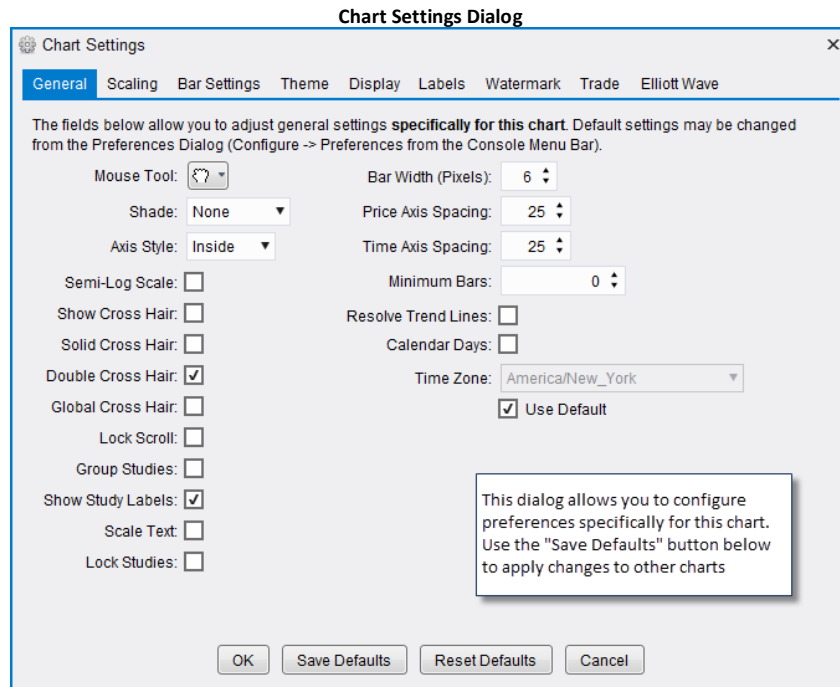 Chart Settings Dialog
Chart Settings
General Scaling Bar Settings Theme Display Labels Watermark Trade Elliott Wave
The fields below allow you to adjust general settings specifically for this chart. Default settings may be changed
from the Preferences Dialog (Configure -> Preferences from the Console Menu Bar).
Mouse Tool: Bar Width (Pixels): 6
Shade: None Price Axis Spacing: 25
Axis Style: Inside Time Axis Spacing: 25
Semi-Log Scale: Minimum Bars: 0
Show Cross Hair: Resolve Trend Lines:
Solid Cross Hair: Calendar Days:
Double Cross Hair: Time Zone: America/New_York
Global Cross Hair: Use Default
Lock Scroll:
Group Studies:
Show Study Labels:
Scale Text:
Lock Studies:
This dialog allows you to configure
preferences specifically for this chart.
Use the "Save Defaults" button below
to apply changes to other charts
OK Save Defaults Reset Defaults Cancel